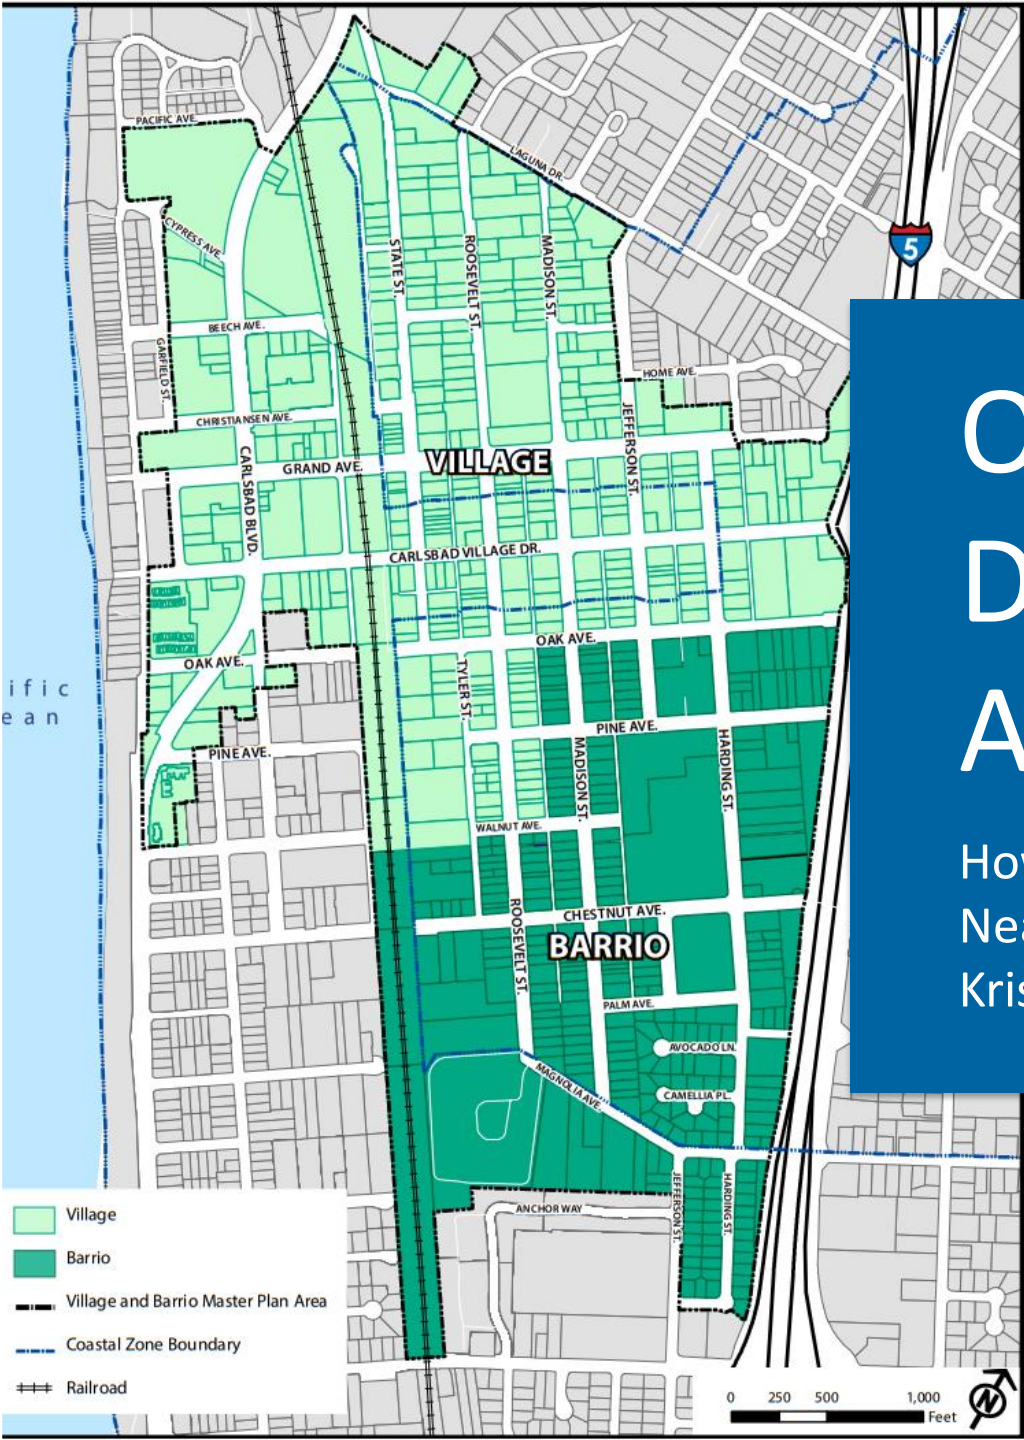 PACIFIC AVE.
LAGUNA DR.
CYPRESS AVE.
STATE ST.
ROOSEVELT ST.
MADISON ST.
5
BEECH AVE.
GARFIELD ST.
HOME AVE.
CHRISTIANSEN AVE.
JEFFERSON ST.
CARLSBAD BLVD.
GRAND AVE.
VILLAGE
CARLSBAD VILLAGE DR.
OAK AVE.
OAK AVE.
TYLER ST.
ific
ean
PINE AVE.
PINE AVE.
MADISON ST.
HARDING ST.
WALNUT AVE.
ROOSEVELT ST.
CHESTNUT AVE.
BARRIO
PALM AVE.
AVOCADO LN.
MAGNOLIA AVE.
CAMELLIA PL.
JEFFERSON ST.
HARDING ST.
ANCHOR WAY
O
D
A
Nea
Kris
Village
Barrio
Village and Barrio Master Plan Area
Coastal Zone Boundary
Railroad
0 250 500 1,000
Feet
N